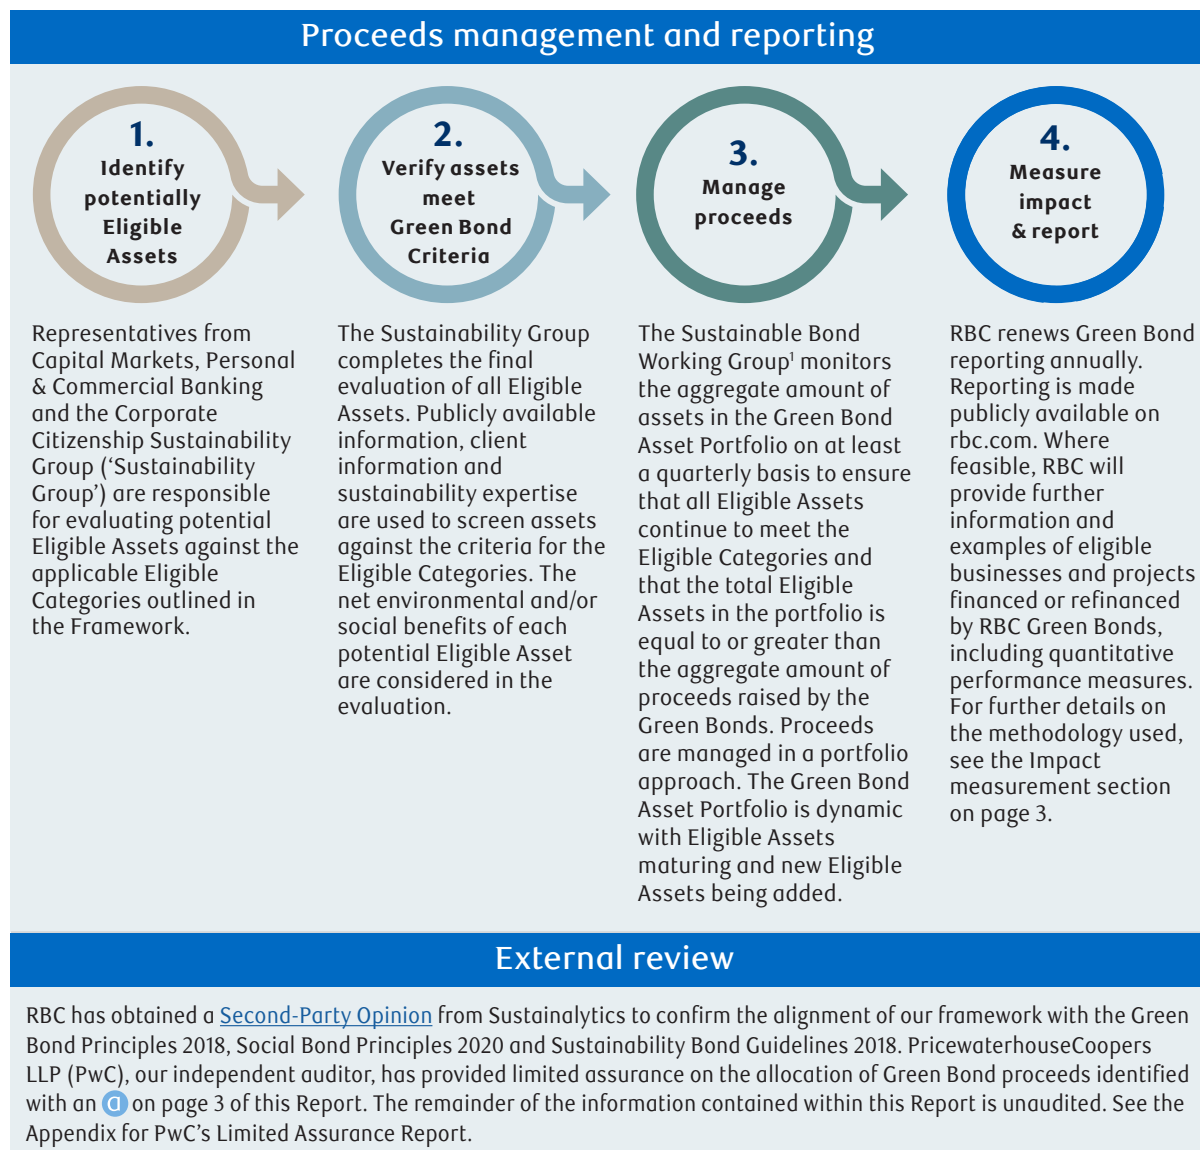 Proceeds management and reporting
1.
Identify
potentially
Eligible
Assets
Representatives from
Capital Markets, Personal
& Commercial Banking
and the Corporate
Citizenship Sustainability
Group (‘Sustainability
Group’) are responsible
for evaluating potential
Eligible Assets against the
applicable Eligible
Categories outlined in
the Framework.
2.
Verify assets
meet
Green Bond
Criteria
The Sustainability Group
completes the final
evaluation of all Eligible
Assets. Publicly available
information, client
information and
sustainability expertise
are used to screen assets
against the criteria for the
Eligible Categories. The
net environmental and/or
social benefits of each
potential Eligible Asset
are considered in the
evaluation.
3.
Manage
proceeds
The Sustainable Bond
Working Group¹ monitors
the aggregate amount of
assets in the Green Bond
Asset Portfolio on at least
a quarterly basis to ensure
that all Eligible Assets
continue to meet the
Eligible Categories and
that the total Eligible
Assets in the portfolio is
equal to or greater than
the aggregate amount of
proceeds raised by the
Green Bonds. Proceeds
are managed in a portfolio
approach. The Green Bond
Asset Portfolio is dynamic
with Eligible Assets
maturing and new Eligible
Assets being added.
4.
Measure
impact
& report
RBC renews Green Bond
reporting annually.
Reporting is made
publicly available on
rbc.com. Where
feasible, RBC will
provide further
information and
examples of eligible
businesses and projects
financed or refinanced
by RBC Green Bonds,
including quantitative
performance measures.
For further details on
the methodology used,
see the Impact
measurement section
on page 3.
External review
RBC has obtained a Second-Party Opinion from Sustainalytics to confirm the alignment of our framework with the Green
Bond Principles 2018, Social Bond Principles 2020 and Sustainability Bond Guidelines 2018. PricewaterhouseCoopers
LLP (PwC), our independent auditor, has provided limited assurance on the allocation of Green Bond proceeds identified
with an a on page 3 of this Report. The remainder of the information contained within this Report is unaudited. See the
Appendix for PwC’s Limited Assurance Report.